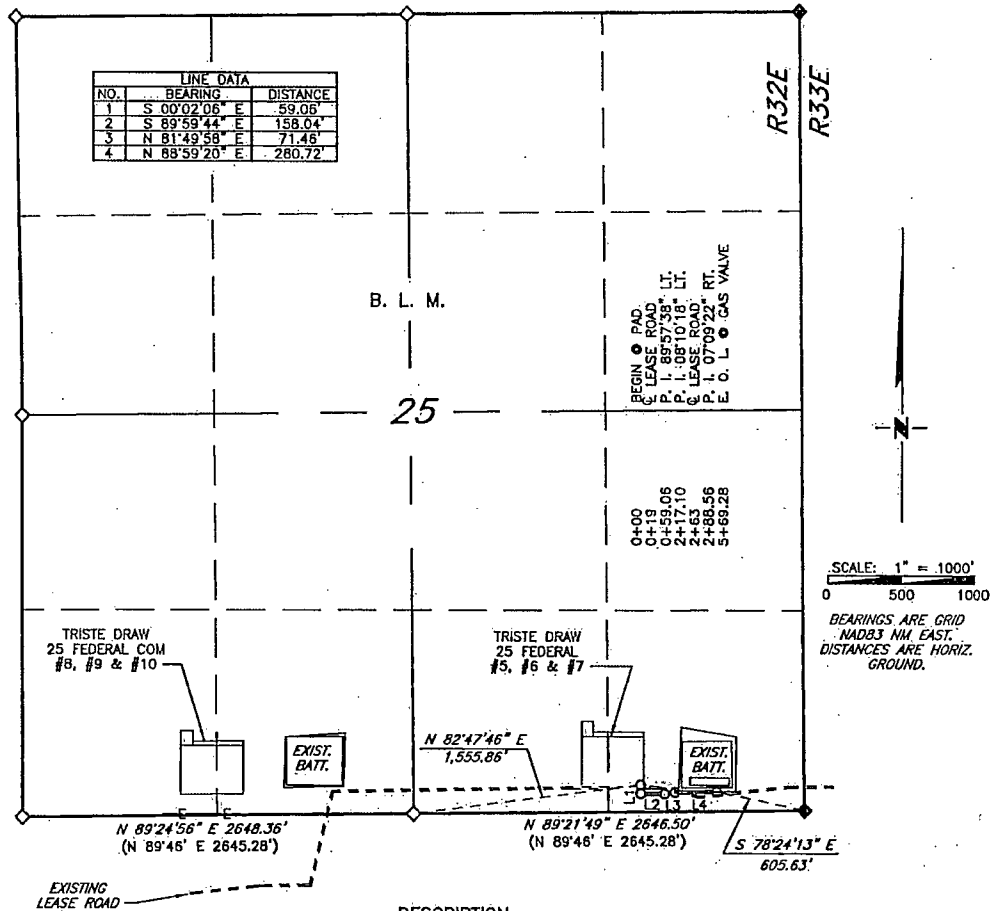 LINE DATA
NO. BEARING DISTANCE
1 S 00°02'06" E 59.06'
2 S 89°59'44" E 158.04'
3 N 81°49'58" E 71.46'
4 N 88°59'20" E 280.72'
R32E
R33E
B. L. M.
BEGIN @ PAD
℄ LEASE ROAD
P. I. 89°57'38" LT.
P. I. 08°10'18" LT.
℄ LEASE ROAD
P. I. 07°09'22" RT.
E. O. L @ GAS VALVE
25
N
0+00
0+19
0+59.06
2+17.10
2+63
2+88.56
5+69.28
SCALE: 1" = 1000'
0 500 1000
BEARINGS ARE GRID
NAD83 NM EAST.
DISTANCES ARE HORIZ.
GROUND.
TRISTE DRAW
25 FEDERAL COM
#8, #9 & #10
TRISTE DRAW
25 FEDERAL
#5, #6 & #7
EXIST.
BATT.
N 82°47'46" E
1,555.86'
EXIST.
BATT.
L1
L2 L3 L4
E E
N 89°24'56" E 2648.36'
(N 89°46' E 2645.28')
N 89°21'49" E 2646.50'
(N 89°46' E 2645.28')
S 78°24'13" E
605.63'
EXISTING
LEASE ROAD
DESCRIPTION